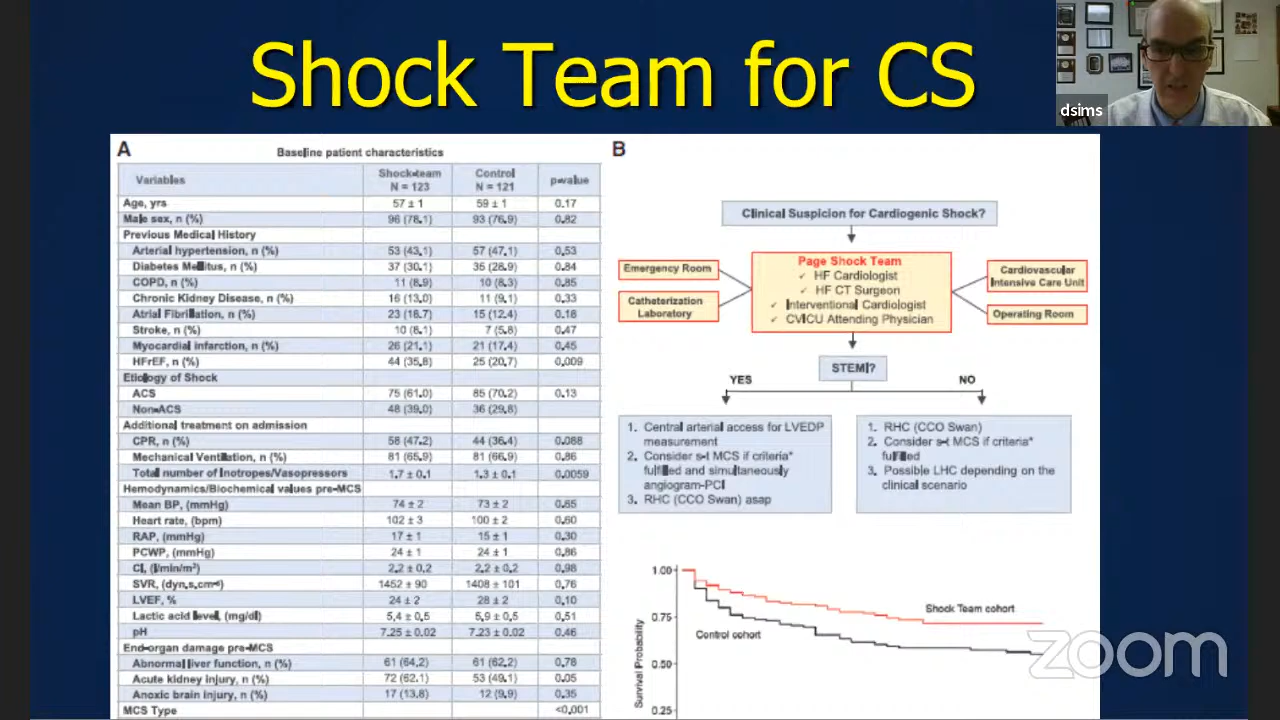 Shock Team for CS
dsims
A
Baseline patient characteristics
Variables Shock-team N = 123 Control N = 121 p-value
Age, yrs 57 ± 1 59 ± 1 0.17
Male sex, n (%) 96 (78.1) 93 (76.9) 0.82
Previous Medical History
Arterial hypertension, n (%) 53 (43.1) 57 (47.1) 0.53
Diabetes Mellitus, n (%) 37 (30.1) 35 (28.9) 0.84
COPD, n (%) 11 (8.9) 10 (8.3) 0.85
Chronic Kidney Disease, n (%) 16 (13.0) 11 (9.1) 0.33
Atrial Fibrillation, n (%) 23 (18.7) 15 (12.4) 0.18
Stroke, n (%) 10 (8.1) 7 (5.8) 0.47
Myocardial infarction, n (%) 26 (21.1) 21 (17.4) 0.45
HFrEF, n (%) 44 (35.8) 25 (20.7) 0.009
Etiology of Shock
ACS 75 (61.0) 85 (70.2) 0.13
Non-ACS 48 (39.0) 36 (29.8)
Additional treatment on admission
CPR, n (%) 58 (47.2) 44 (36.4) 0.088
Mechanical Ventilation, n (%) 81 (65.9) 81 (66.9) 0.86
Total number of Inotropes/Vasopressors 1.7 ± 0.1 1.3 ± 0.1 0.0059
Hemodynamics/Biochemical values pre-MCS
Mean BP, (mmHg) 74 ± 2 73 ± 2 0.65
Heart rate, (bpm) 102 ± 3 100 ± 2 0.60
RAP, (mmHg) 17 ± 1 15 ± 1 0.30
PCWP, (mmHg) 24 ± 1 24 ± 1 0.86
CI, (l/min/m²) 2.2 ± 0.2 2.2 ± 0.2 0.98
SVR, (dyn.s.cm⁻⁵) 1452 ± 90 1408 ± 101 0.76
LVEF, % 24 ± 2 28 ± 2 0.10
Lactic acid level, (mg/dl) 5.4 ± 0.5 5.9 ± 0.5 0.51
pH 7.25 ± 0.02 7.23 ± 0.02 0.46
End-organ damage pre-MCS
Abnormal liver function, n (%) 61 (64.2) 61 (62.2) 0.78
Acute kidney injury, n (%) 72 (62.1) 53 (49.1) 0.05
Anoxic brain injury, n (%) 17 (13.8) 12 (9.9) 0.35
MCS Type <0.001
B
Clinical Suspicion for Cardiogenic Shock?
Emergency Room
Catheterization
Laboratory
Page Shock Team
✓ HF Cardiologist
✓ HF CT Surgeon
✓ Interventional Cardiologist
✓ CVICU Attending Physician
Cardiovascular
Intensive Care Unit
Operating Room
STEMI?
YES
NO
1. Central arterial access for LVEDP
measurement
2. Consider s-t MCS if criteria*
fulfilled and simultaneously
angiogram-PCI
3. RHC (CCO Swan) asap
1. RHC (CCO Swan)
2. Consider s-t MCS if criteria*
fulfilled
3. Possible LHC depending on the
clinical scenario
Survival Probability
1.00
0.75
0.50
0.25
Shock Team cohort
Control cohort
zoom